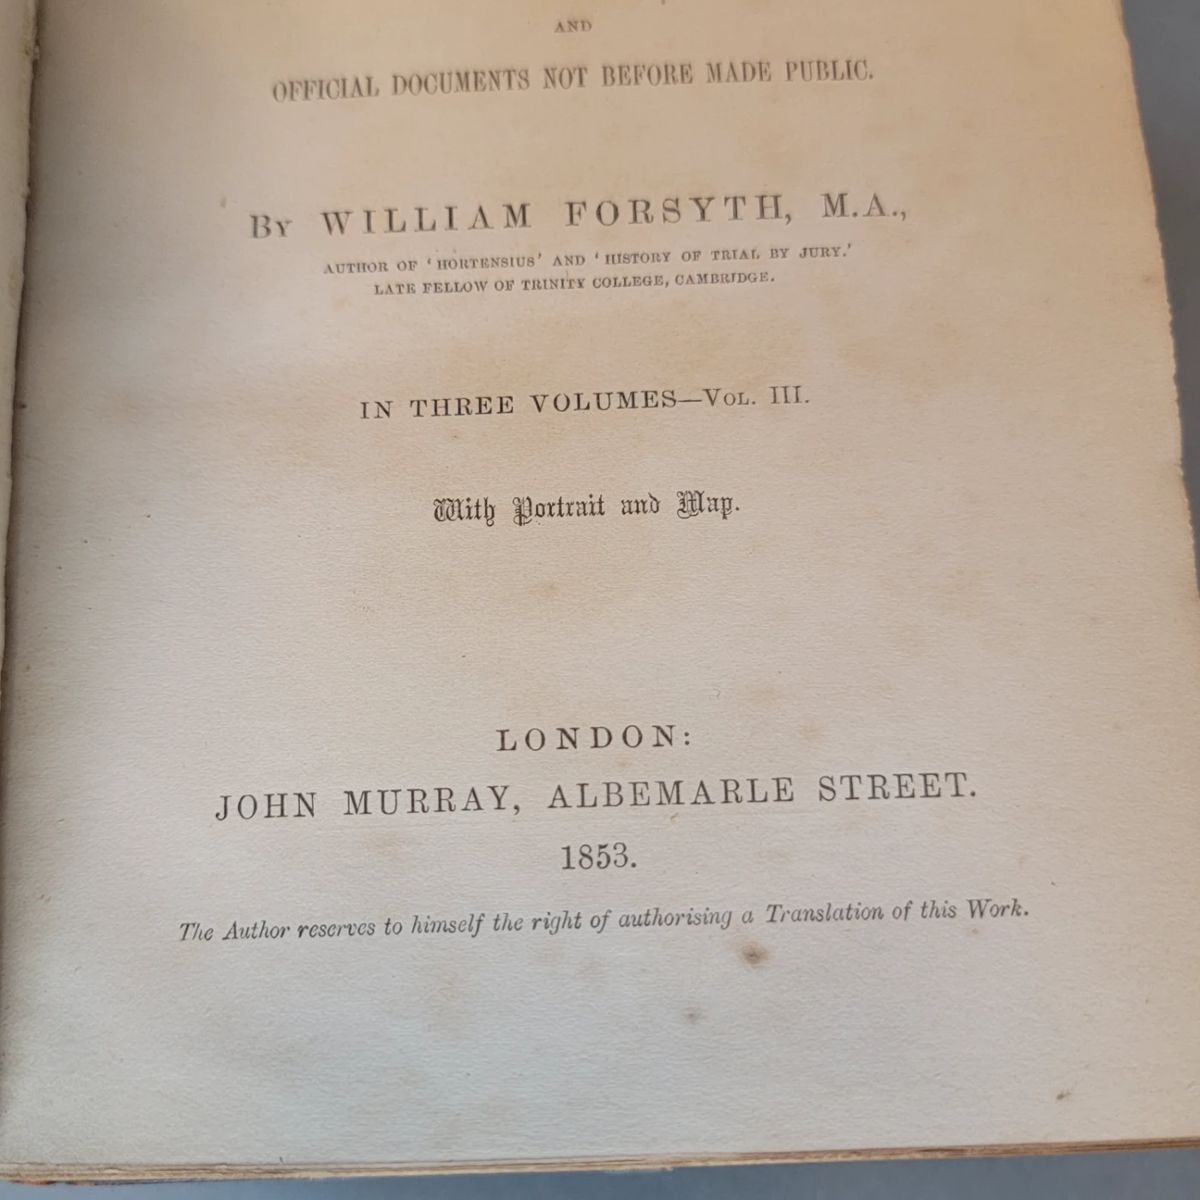 AND
OFFICIAL DOCUMENTS NOT BEFORE MADE PUBLIC.
BY WILLIAM FORSYTH, M.A.,
AUTHOR OF 'HORTENSIUS' AND 'HISTORY OF TRIAL BY JURY.'
LATE FELLOW OF TRINITY COLLEGE, CAMBRIDGE.
IN THREE VOLUMES—VOL. III.
With Portrait and Map.
LONDON:
JOHN MURRAY, ALBEMARLE STREET.
1853.
The Author reserves to himself the right of authorising a Translation of this Work.